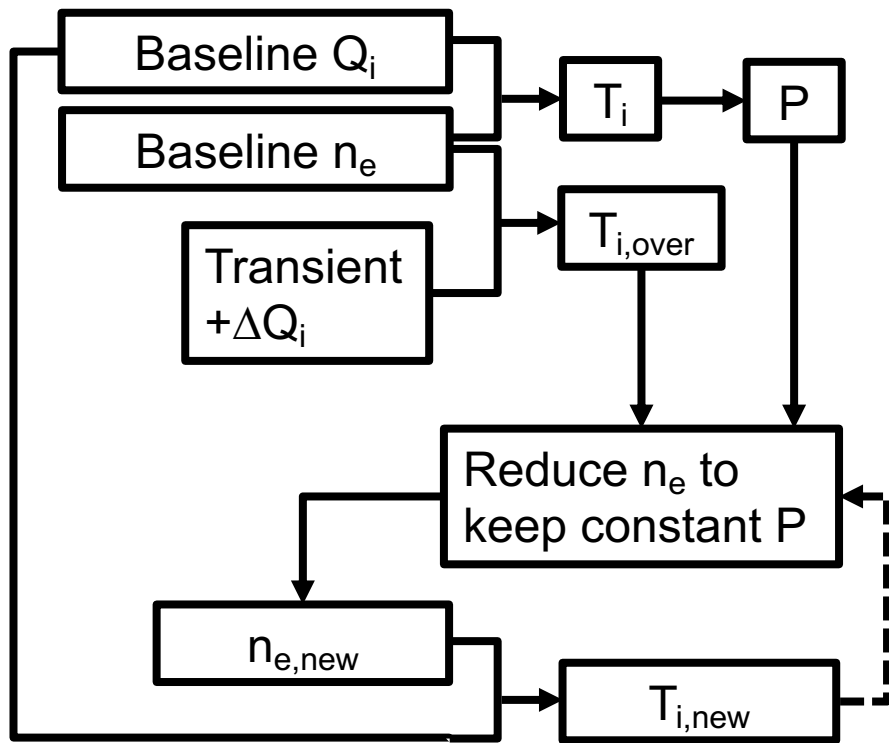 Baseline Qᵢ
Tᵢ
P
Baseline nₑ
Tᵢ,over
Transient
+ΔQᵢ
Reduce nₑ to
keep constant P
nₑ,new
Tᵢ,new